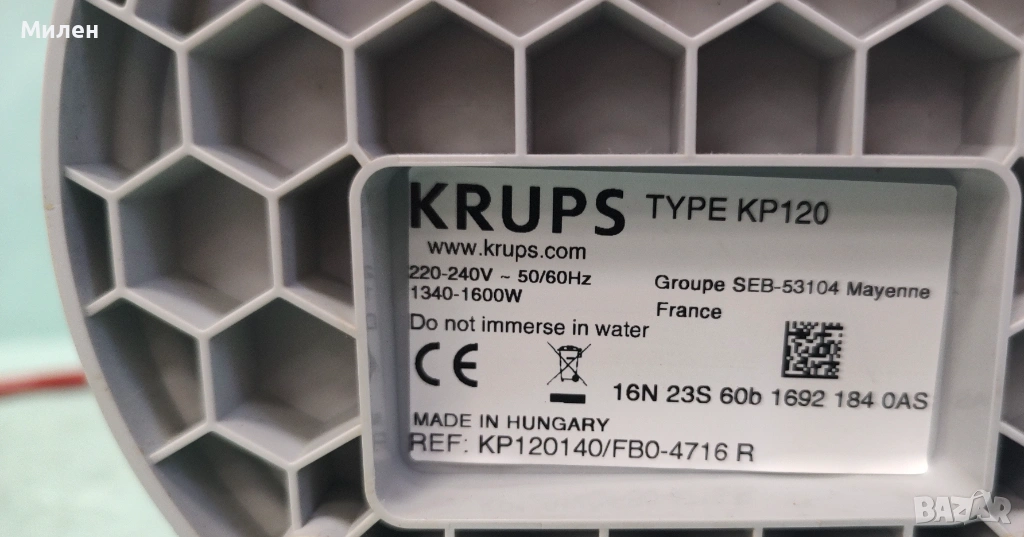 Милен
KRUPS TYPE KP120
www.krups.com
220-240V ~ 50/60Hz
1340-1600W
Groupe SEB-53104 Mayenne
France
Do not immerse in water
CE
16N 23S 60b 1692 184 0AS
MADE IN HUNGARY
REF: KP120140/FB0-4716 R
BAZAR